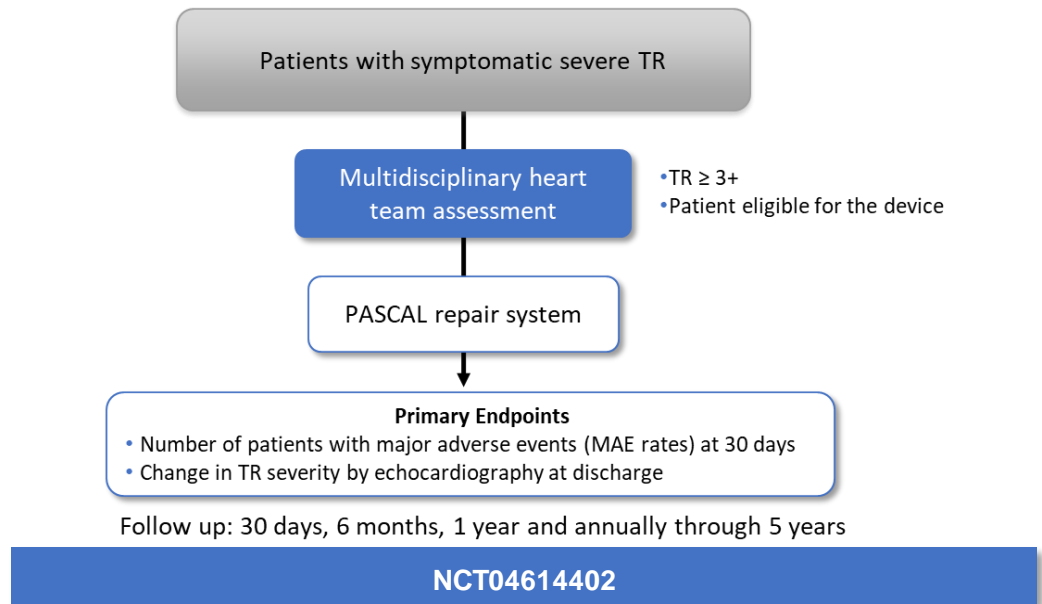 Patients with symptomatic severe TR
Multidisciplinary heart
team assessment
•TR ≥ 3+
•Patient eligible for the device
PASCAL repair system
Primary Endpoints
• Number of patients with major adverse events (MAE rates) at 30 days
• Change in TR severity by echocardiography at discharge
Follow up: 30 days, 6 months, 1 year and annually through 5 years
NCT04614402